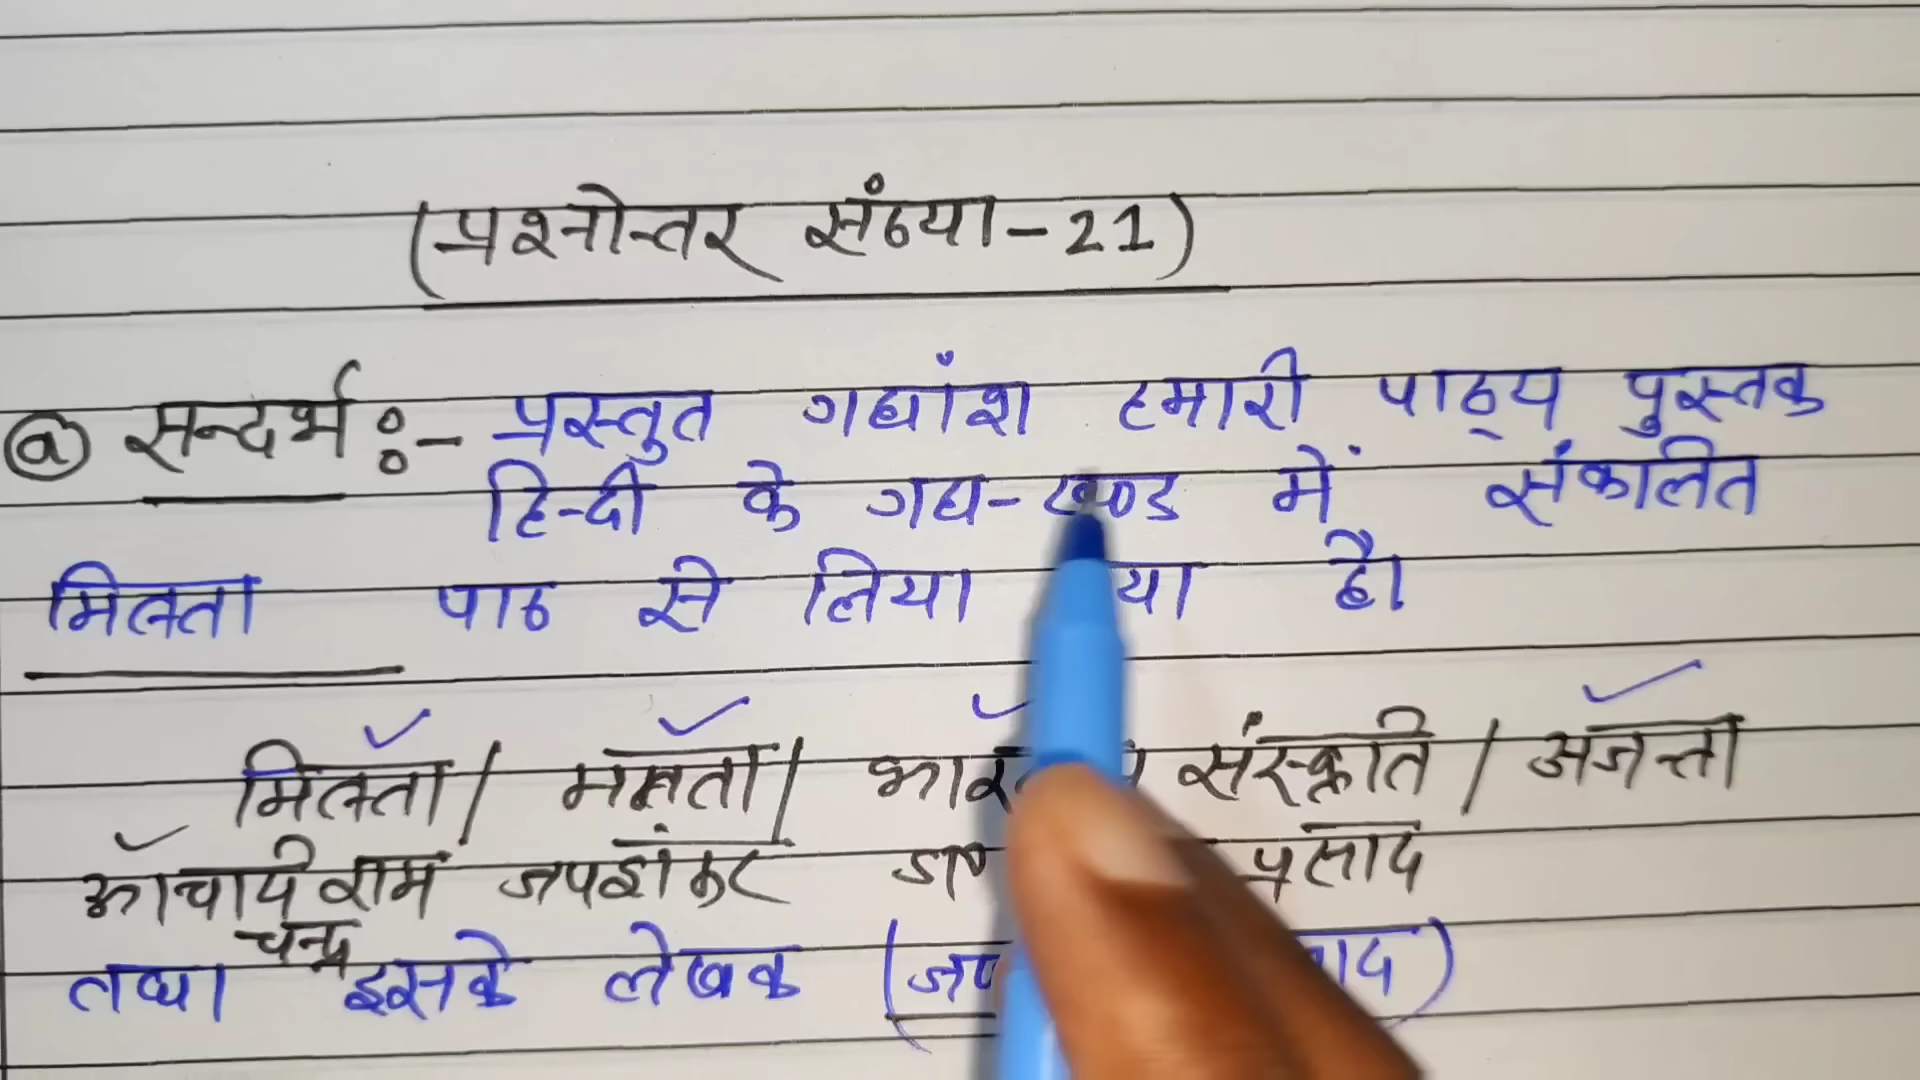 (प्रश्नोत्तर संख्या-21)
(a) सन्दर्भ :- प्रस्तुत गद्यांश हमारी पाठ्य पुस्तक
हिन्दी के गद्य-खण्ड में संकलित
मित्रता पाठ से लिया या है।
मित्रता / ममता / संस्कृति / अजन्ता
आचार्य राम जयशंकर प्रसाद
चन्द्र
तथा इसके लेखक